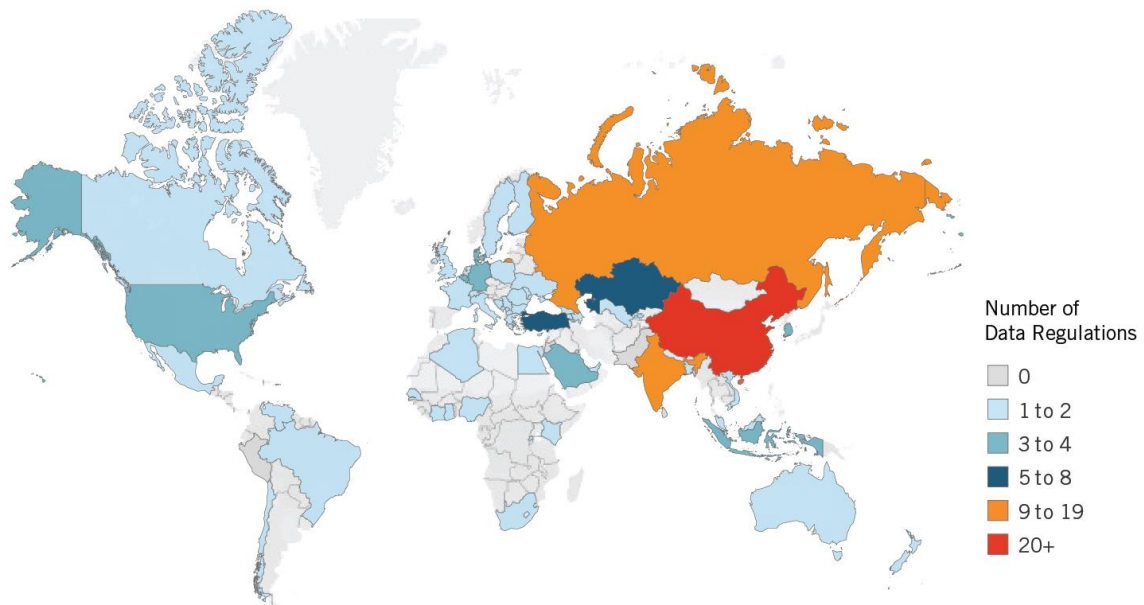 Number of
Data Regulations
0
1 to 2
3 to 4
5 to 8
9 to 19
20+